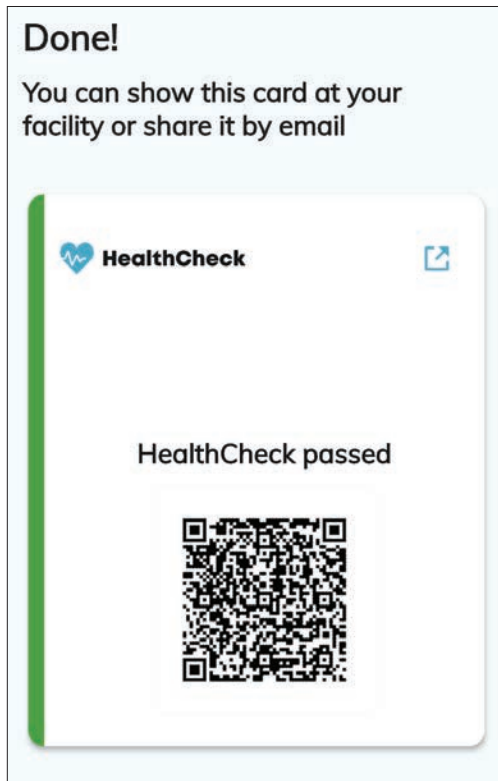 Done!
You can show this card at your
facility or share it by email
HealthCheck
HealthCheck passed